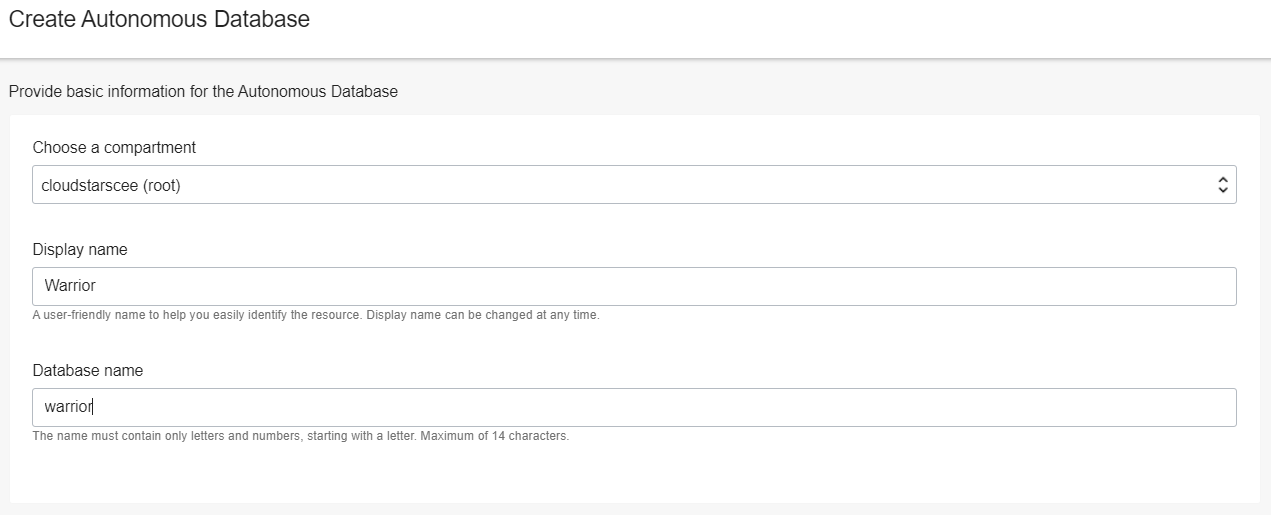 Create Autonomous Database
Provide basic information for the Autonomous Database
Choose a compartment
cloudstarscee (root)
Display name
Warrior
A user-friendly name to help you easily identify the resource. Display name can be changed at any time.
Database name
warrior
The name must contain only letters and numbers, starting with a letter. Maximum of 14 characters.